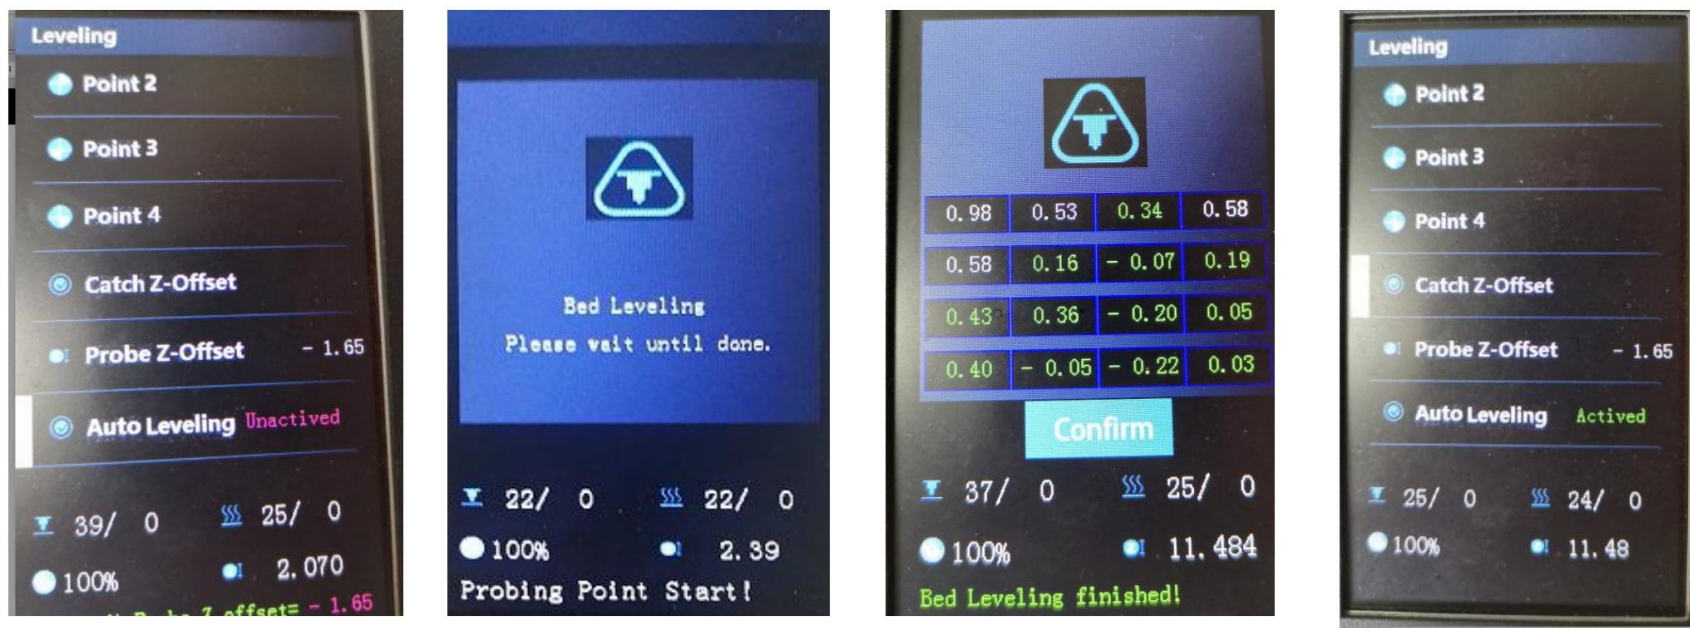 Leveling
Point 2
Point 3
Point 4
Catch Z-Offset
Probe Z-Offset - 1.65
Auto Leveling Unactived
39/ 0 25/ 0
100% 2.070
Probe Z offset= - 1.65
Bed Leveling
Please wait until done.
22/ 0 22/ 0
100% 2.39
Probing Point Start!
0.98 0.53 0.34 0.58
0.58 0.16 - 0.07 0.19
0.43 0.36 - 0.20 0.05
0.40 - 0.05 - 0.22 0.03
Confirm
37/ 0 25/ 0
100% 11.484
Bed Leveling finished!
Leveling
Point 2
Point 3
Point 4
Catch Z-Offset
Probe Z-Offset - 1.65
Auto Leveling Actived
25/ 0 24/ 0
100% 11.48